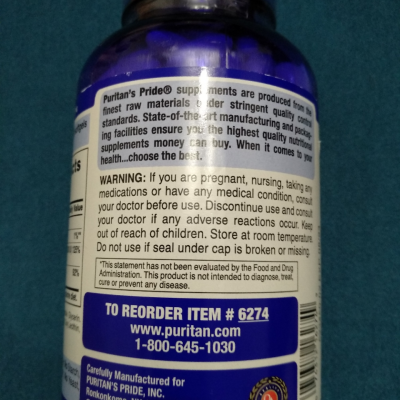 Puritan's Pride® supplements are produced from the
finest raw materials under stringent quality control
standards. State-of-the-art manufacturing and packag-
ing facilities ensure you the highest quality nutritional
supplements money can buy. When it comes to your
health...choose the best.
WARNING: If you are pregnant, nursing, taking any
medications or have any medical condition, consult
your doctor before use. Discontinue use and consult
your doctor if any adverse reactions occur. Keep
out of reach of children. Store at room temperature.
Do not use if seal under cap is broken or missing.
*This statement has not been evaluated by the Food and Drug
Administration. This product is not intended to diagnose, treat,
cure or prevent any disease.
TO REORDER ITEM # 6274
www.puritan.com
1-800-645-1030
Carefully Manufactured for
PURITAN'S PRIDE, INC.
Ronkonkoma,